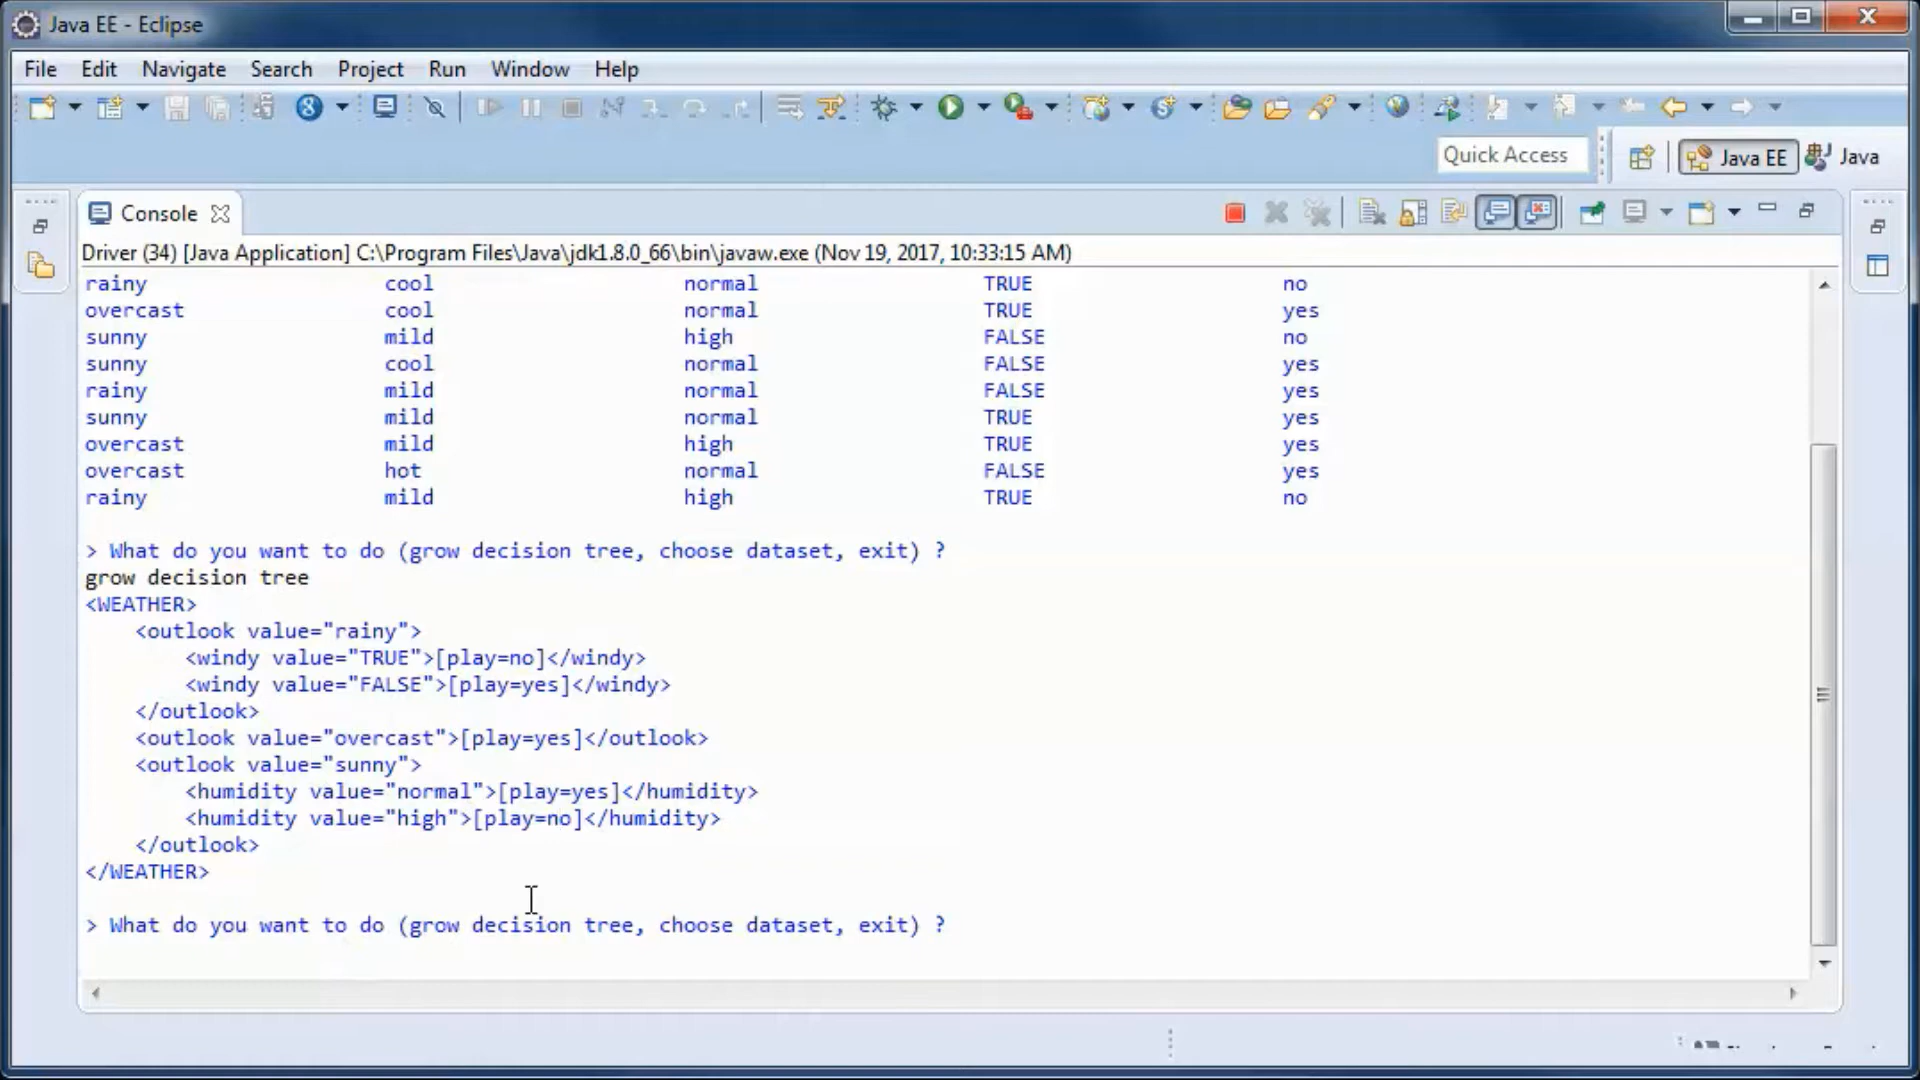 Java EE - Eclipse
File Edit Navigate Search Project Run Window Help
Quick Access Java EE Java
Console
Driver (34) [Java Application] C:\Program Files\Java\jdk1.8.0_66\bin\javaw.exe (Nov 19, 2017, 10:33:15 AM)
rainy cool normal TRUE no
overcast cool normal TRUE yes
sunny mild high FALSE no
sunny cool normal FALSE yes
rainy mild normal FALSE yes
sunny mild normal TRUE yes
overcast mild high TRUE yes
overcast hot normal FALSE yes
rainy mild high TRUE no
> What do you want to do (grow decision tree, choose dataset, exit) ?
grow decision tree
<WEATHER>
<outlook value="rainy">
<windy value="TRUE">[play=no]</windy>
<windy value="FALSE">[play=yes]</windy>
</outlook>
<outlook value="overcast">[play=yes]</outlook>
<outlook value="sunny">
<humidity value="normal">[play=yes]</humidity>
<humidity value="high">[play=no]</humidity>
</outlook>
</WEATHER>
> What do you want to do (grow decision tree, choose dataset, exit) ?